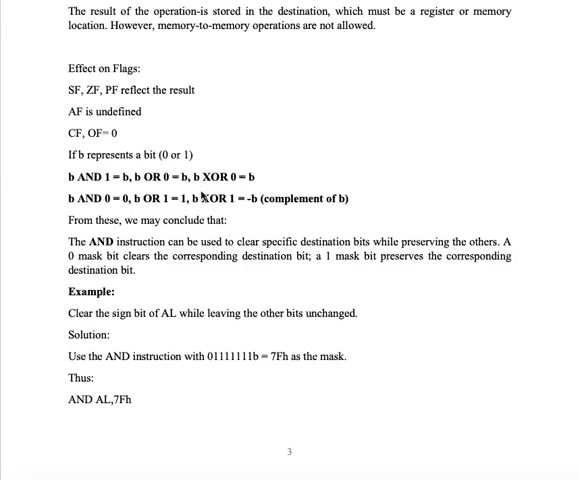 The result of the operation-is stored in the destination, which must be a register or memory
location. However, memory-to-memory operations are not allowed.
Effect on Flags:
SF, ZF, PF reflect the result
AF is undefined
CF, OF= 0
If b represents a bit (0 or 1)
b AND 1 = b, b OR 0 = b, b XOR 0 = b
b AND 0 = 0, b OR 1 = 1, b XOR 1 = -b (complement of b)
From these, we may conclude that:
The AND instruction can be used to clear specific destination bits while preserving the others. A
0 mask bit clears the corresponding destination bit; a 1 mask bit preserves the corresponding
destination bit.
Example:
Clear the sign bit of AL while leaving the other bits unchanged.
Solution:
Use the AND instruction with 01111111b = 7Fh as the mask.
Thus:
AND AL,7Fh
3